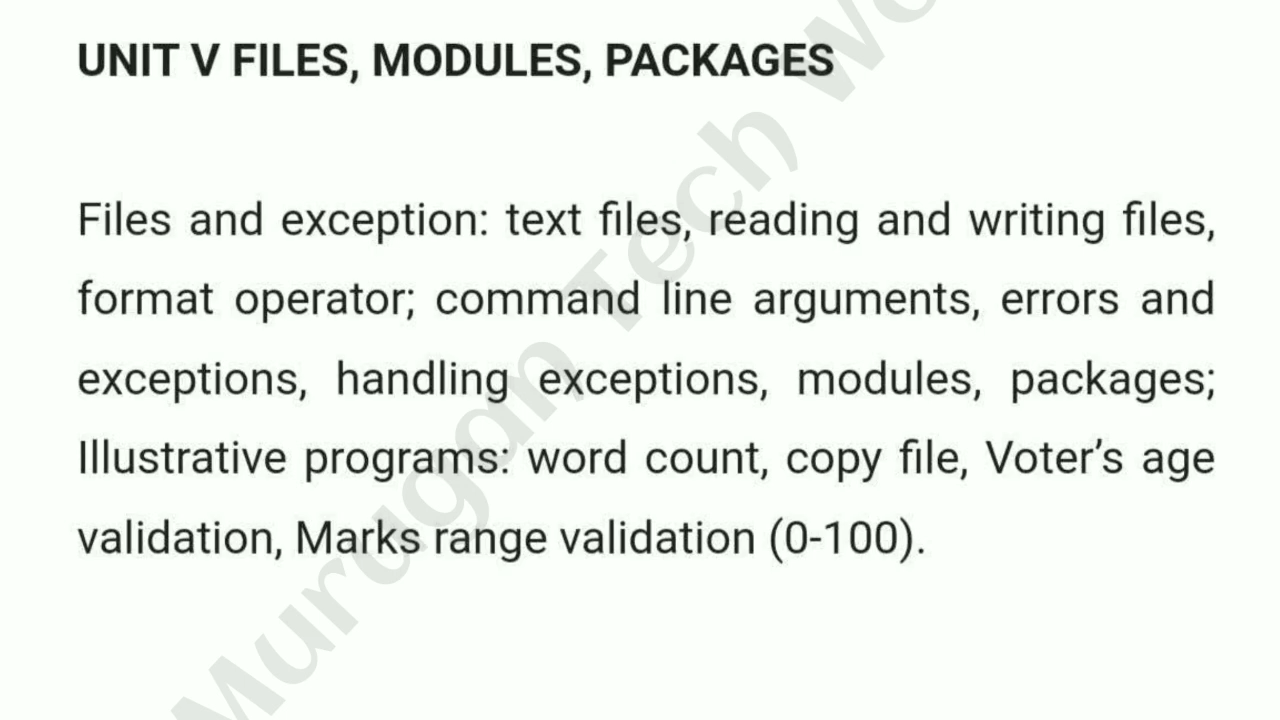 UNIT V FILES, MODULES, PACKAGES
Files and exception: text files, reading and writing files,
format operator; command line arguments, errors and
exceptions, handling exceptions, modules, packages;
Illustrative programs: word count, copy file, Voter’s age
validation, Marks range validation (0-100).
Murugan Tech